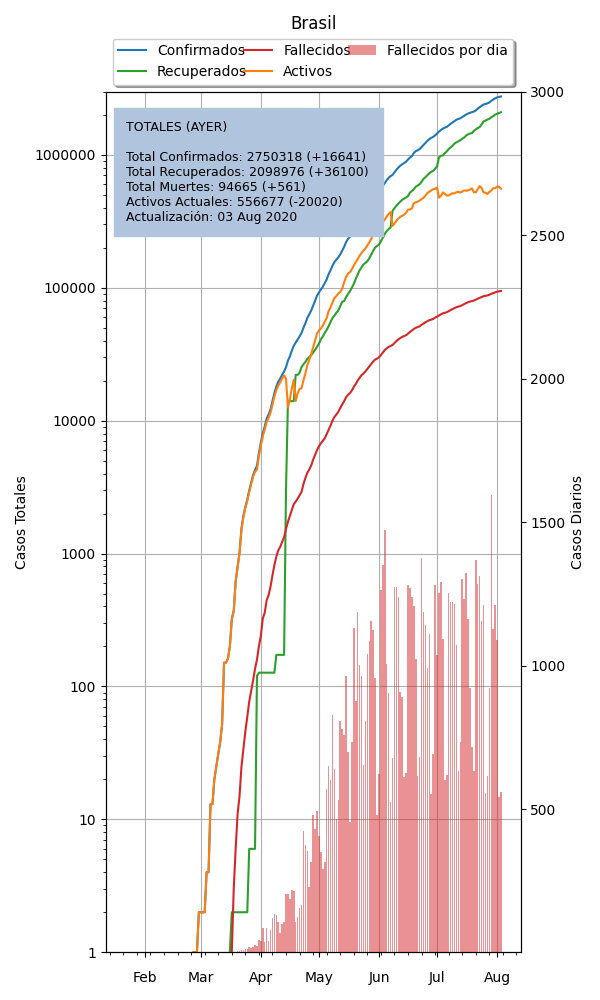 Brasil
Confirmados Fallecidos Fallecidos por dia
Recuperados Activos
TOTALES (AYER)
Total Confirmados: 2750318 (+16641)
Total Recuperados: 2098976 (+36100)
Total Muertes: 94665 (+561)
Activos Actuales: 556677 (-20020)
Actualización: 03 Aug 2020
Casos Totales
1000000
100000
10000
1000
100
10
1
3000
2500
2000
1500
1000
500
Casos Diarios
Feb Mar Apr May Jun Jul Aug